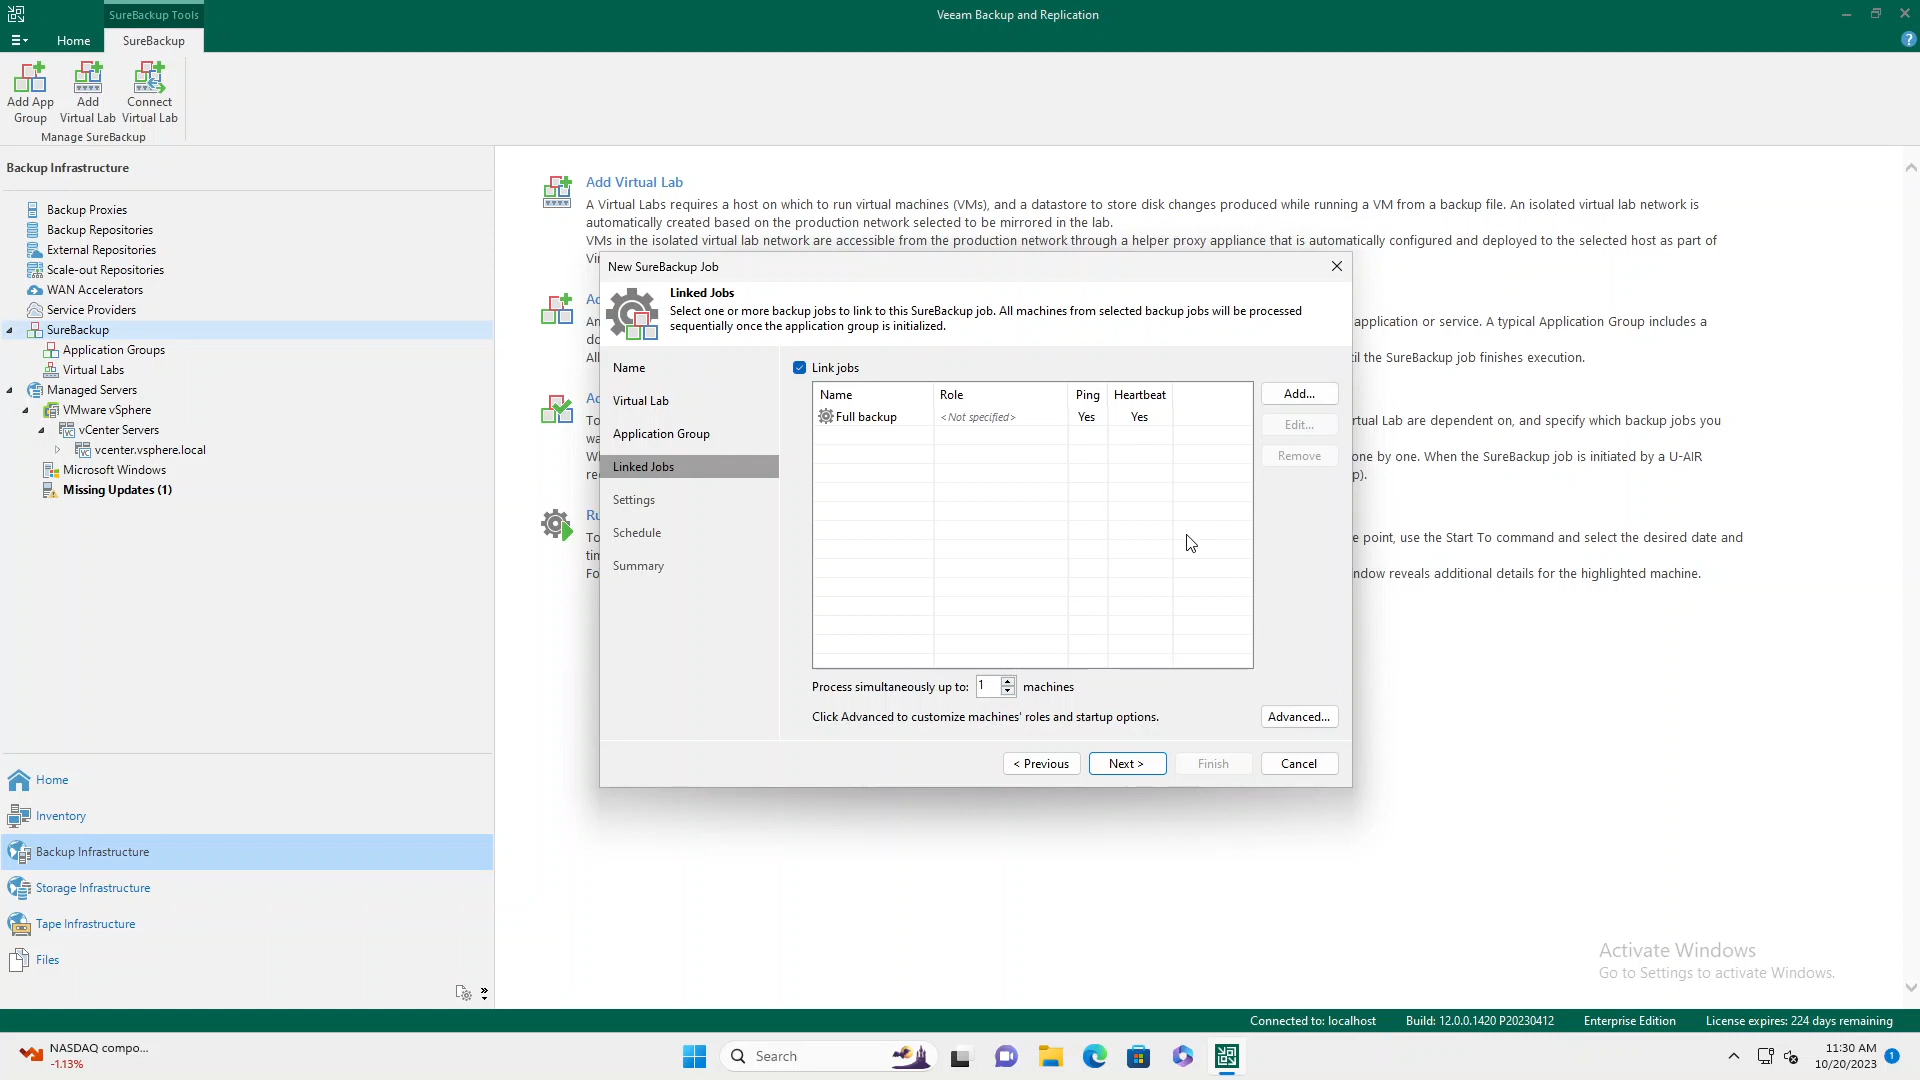 SureBackup Tools
Veeam Backup and Replication
Home
SureBackup
Add App
Group
Add
Virtual Lab
Connect
Virtual Lab
Manage SureBackup
Backup Infrastructure
Backup Proxies
Backup Repositories
External Repositories
Scale-out Repositories
WAN Accelerators
Service Providers
SureBackup
Application Groups
Virtual Labs
Managed Servers
VMware vSphere
vCenter Servers
vcenter.vsphere.local
Microsoft Windows
Missing Updates (1)
Home
Inventory
Backup Infrastructure
Storage Infrastructure
Tape Infrastructure
Files
Add Virtual Lab
A Virtual Labs requires a host on which to run virtual machines (VMs), and a datastore to store disk changes produced while running a VM from a backup file. An isolated virtual lab network is
automatically created based on the production network selected to be mirrored in the lab.
VMs in the isolated virtual lab network are accessible from the production network through a helper proxy appliance that is automatically configured and deployed to the selected host as part of
application or service. A typical Application Group includes a
til the SureBackup job finishes execution.
rtual Lab are dependent on, and specify which backup jobs you
one by one. When the SureBackup job is initiated by a U-AIR
p).
e point, use the Start To command and select the desired date and
ndow reveals additional details for the highlighted machine.
New SureBackup Job
Linked Jobs
Select one or more backup jobs to link to this SureBackup job. All machines from selected backup jobs will be processed
sequentially once the application group is initialized.
Name
Virtual Lab
Application Group
Linked Jobs
Settings
Schedule
Summary
Link jobs
Name Role Ping Heartbeat
Full backup <Not specified> Yes Yes
Add...
Edit...
Remove
Process simultaneously up to: 1 machines
Click Advanced to customize machines' roles and startup options.
Advanced...
< Previous
Next >
Finish
Cancel
Activate Windows
Go to Settings to activate Windows.
Connected to: localhost
Build: 12.0.0.1420 P20230412
Enterprise Edition
License expires: 224 days remaining
NASDAQ compo...
-1.13%
Search
11:30 AM
10/20/2023
1